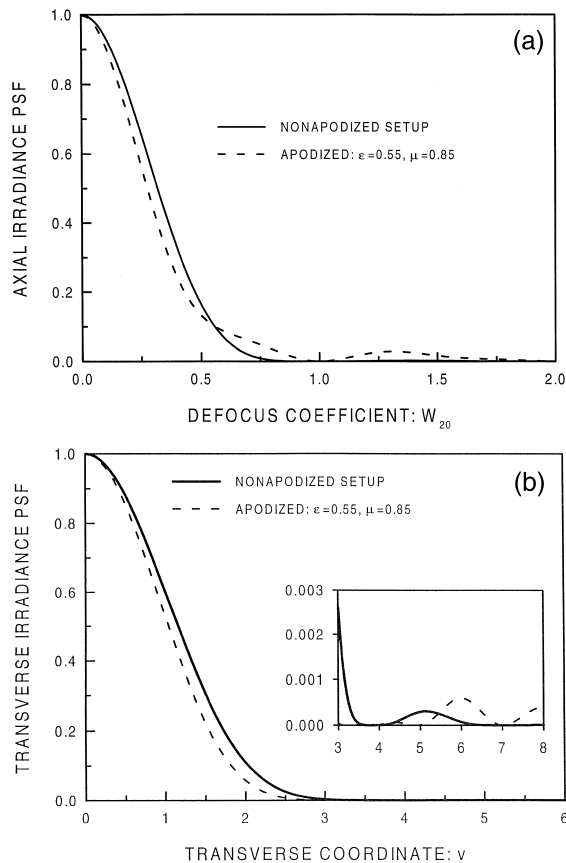 (a)
AXIAL IRRADIANCE PSF
1.0
0.8
0.6
0.4
0.2
0.0
NONAPODIZED SETUP
APODIZED: ε=0.55, μ=0.85
0.0 0.5 1.0 1.5 2.0
DEFOCUS COEFFICIENT: W20
(b)
TRANSVERSE IRRADIANCE PSF
1.0
0.8
0.6
0.4
0.2
0.0
NONAPODIZED SETUP
APODIZED: ε=0.55, μ=0.85
0.003
0.002
0.001
0.000
3 4 5 6 7 8
0 1 2 3 4 5 6
TRANSVERSE COORDINATE: v